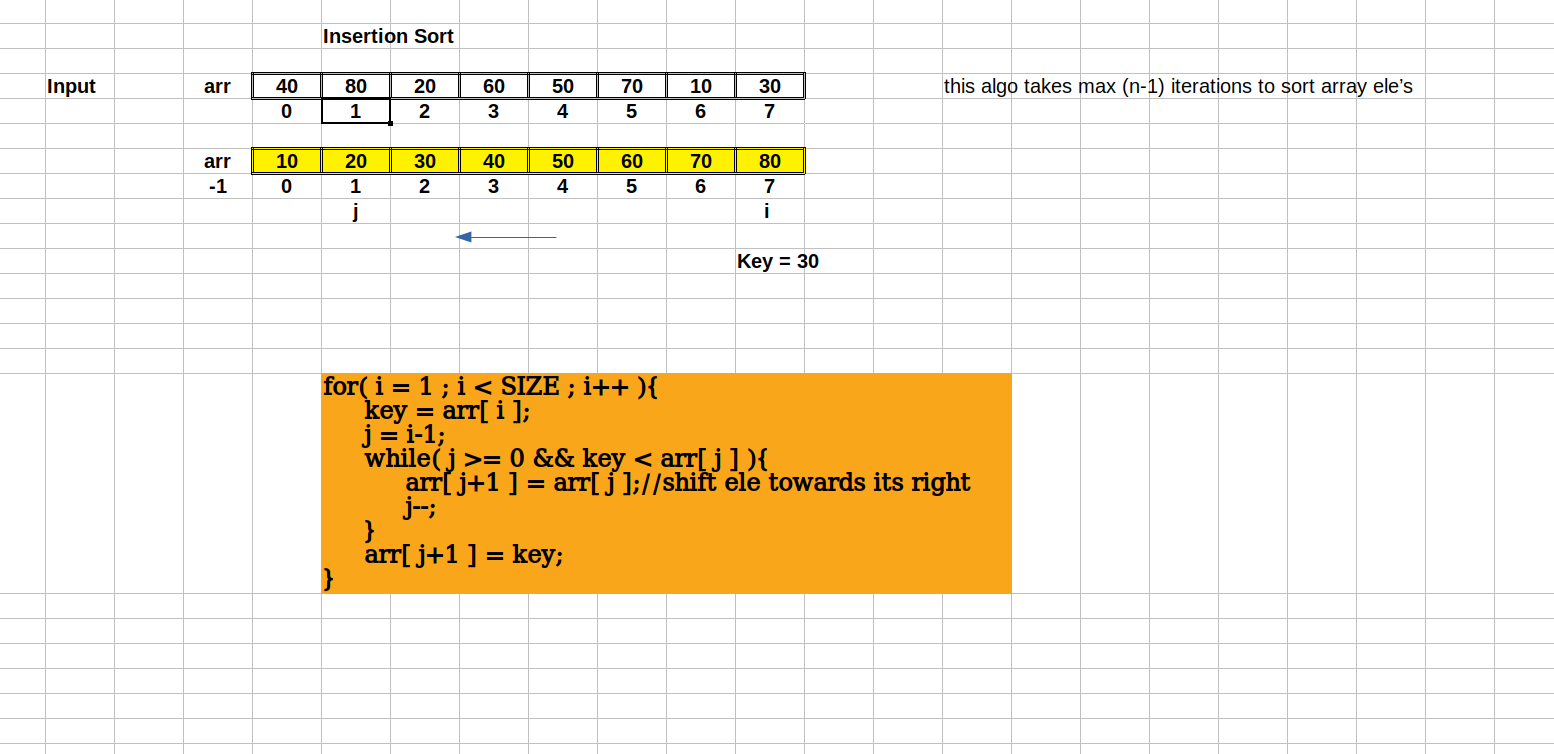 Insertion Sort
Input arr 40 80 20 60 50 70 10 30 this algo takes max (n-1) iterations to sort array ele’s
0 1 2 3 4 5 6 7
arr 10 20 30 40 50 60 70 80
-1 0 1 2 3 4 5 6 7
j i
Key = 30
for( i = 1 ; i < SIZE ; i++ ){
key = arr[ i ];
j = i-1;
while( j >= 0 && key < arr[ j ] ){
arr[ j+1 ] = arr[ j ];//shift ele towards its right
j--;
}
arr[ j+1 ] = key;
}